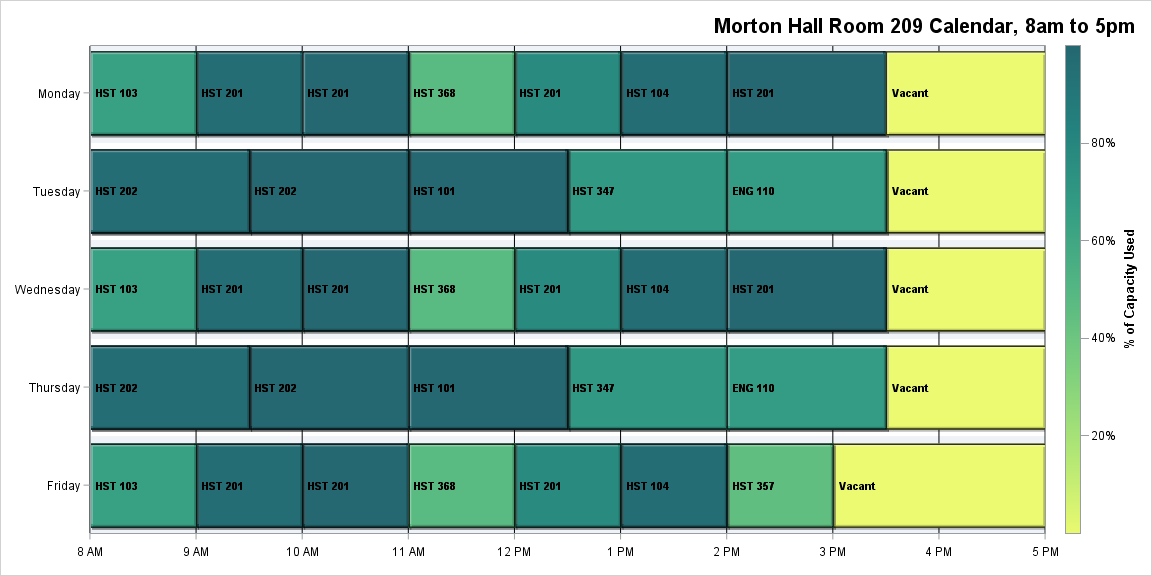 Morton Hall Room 209 Calendar, 8am to 5pm
Monday HST 103 HST 201 HST 201 HST 368 HST 201 HST 104 HST 201 Vacant
Tuesday HST 202 HST 202 HST 101 HST 347 ENG 110 Vacant
Wednesday HST 103 HST 201 HST 201 HST 368 HST 201 HST 104 HST 201 Vacant
Thursday HST 202 HST 202 HST 101 HST 347 ENG 110 Vacant
Friday HST 103 HST 201 HST 201 HST 368 HST 201 HST 104 HST 357 Vacant
8 AM 9 AM 10 AM 11 AM 12 PM 1 PM 2 PM 3 PM 4 PM 5 PM
80%
60%
40%
20%
% of Capacity Used